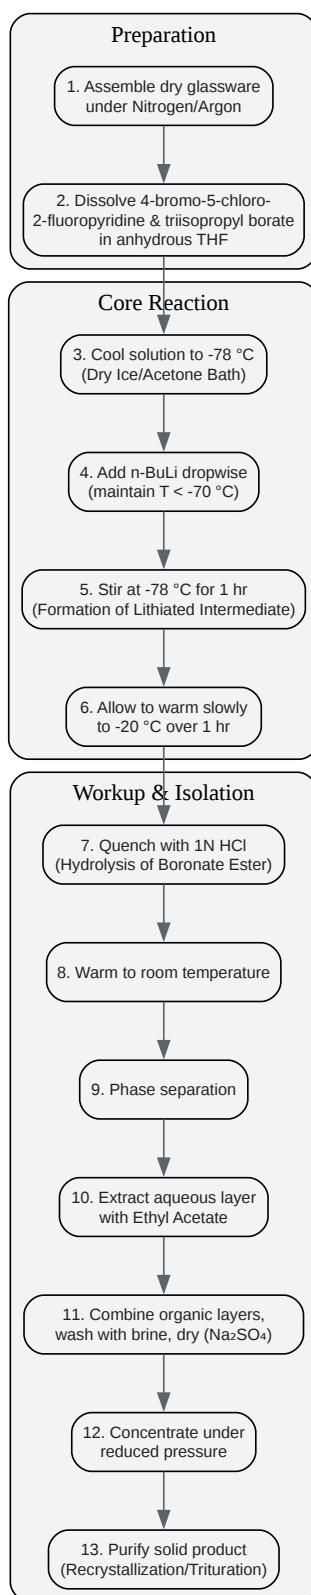 Preparation
1. Assemble dry glassware
under Nitrogen/Argon
2. Dissolve 4-bromo-5-chloro-
2-fluoropyridine & triisopropyl borate
in anhydrous THF
Core Reaction
3. Cool solution to -78 °C
(Dry Ice/Acetone Bath)
4. Add n-BuLi dropwise
(maintain T < -70 °C)
5. Stir at -78 °C for 1 hr
(Formation of Lithiated Intermediate)
6. Allow to warm slowly
to -20 °C over 1 hr
Workup & Isolation
7. Quench with 1N HCl
(Hydrolysis of Boronate Ester)
8. Warm to room temperature
9. Phase separation
10. Extract aqueous layer
with Ethyl Acetate
11. Combine organic layers,
wash with brine, dry (Na₂SO₄)
12. Concentrate under
reduced pressure
13. Purify solid product
(Recrystallization/Trituration)